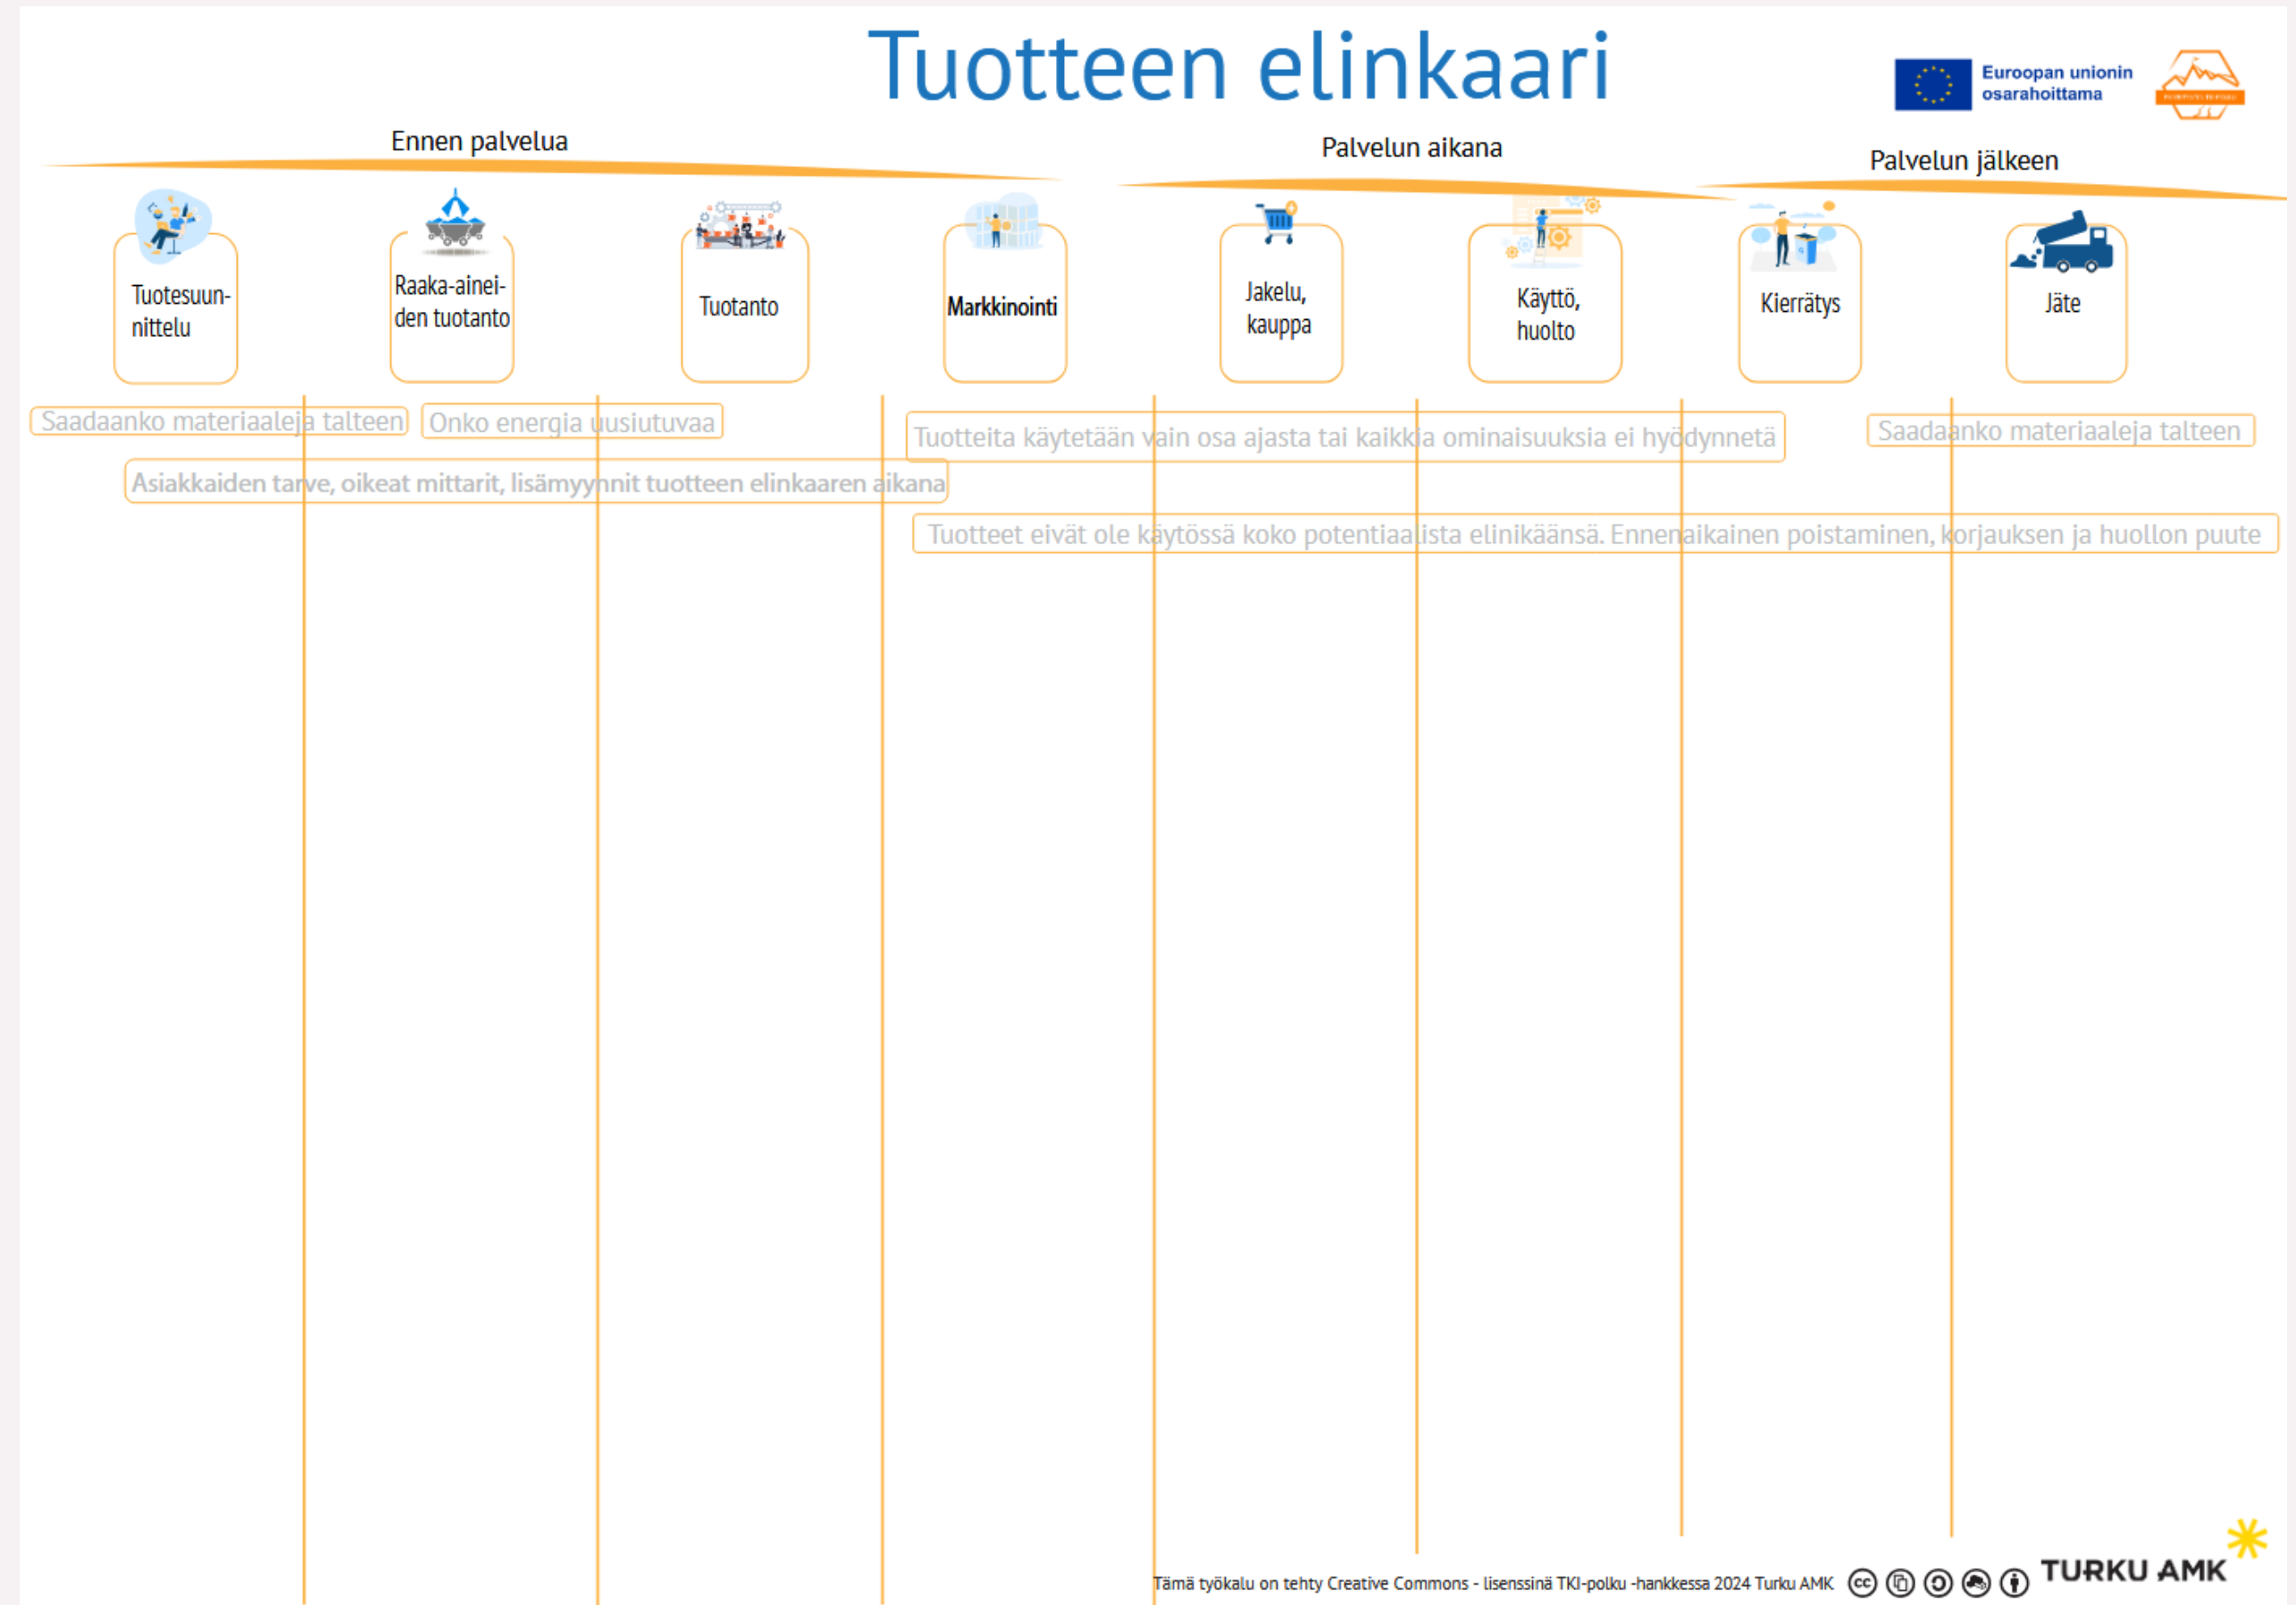 Tuotteen elinkaari
Euroopan unionin
osarahoittama
Ennen palvelua
Palvelun aikana
Palvelun jälkeen
Tuotesuun-
nittelu
Raaka-ainei-
den tuotanto
Tuotanto
Markkinointi
Jakelu,
kauppa
Käyttö,
huolto
Kierrätys
Jäte
Saadaanko materiaaleja talteen
Onko energia uusiutuvaa
Tuotteita käytetään vain osa ajasta tai kaikkia ominaisuuksia ei hyödynnetä
Saadaanko materiaaleja talteen
Asiakkaiden tarve, oikeat mittarit, lisämyynnit tuotteen elinkaaren aikana
Tuotteet eivät ole käytössä koko potentiaalista elinikäänsä. Ennenaikainen poistaminen, korjauksen ja huollon puute
Tämä työkalu on tehty Creative Commons - lisenssinä TKI-polku -hankkessa 2024 Turku AMK
cc
TURKU AMK